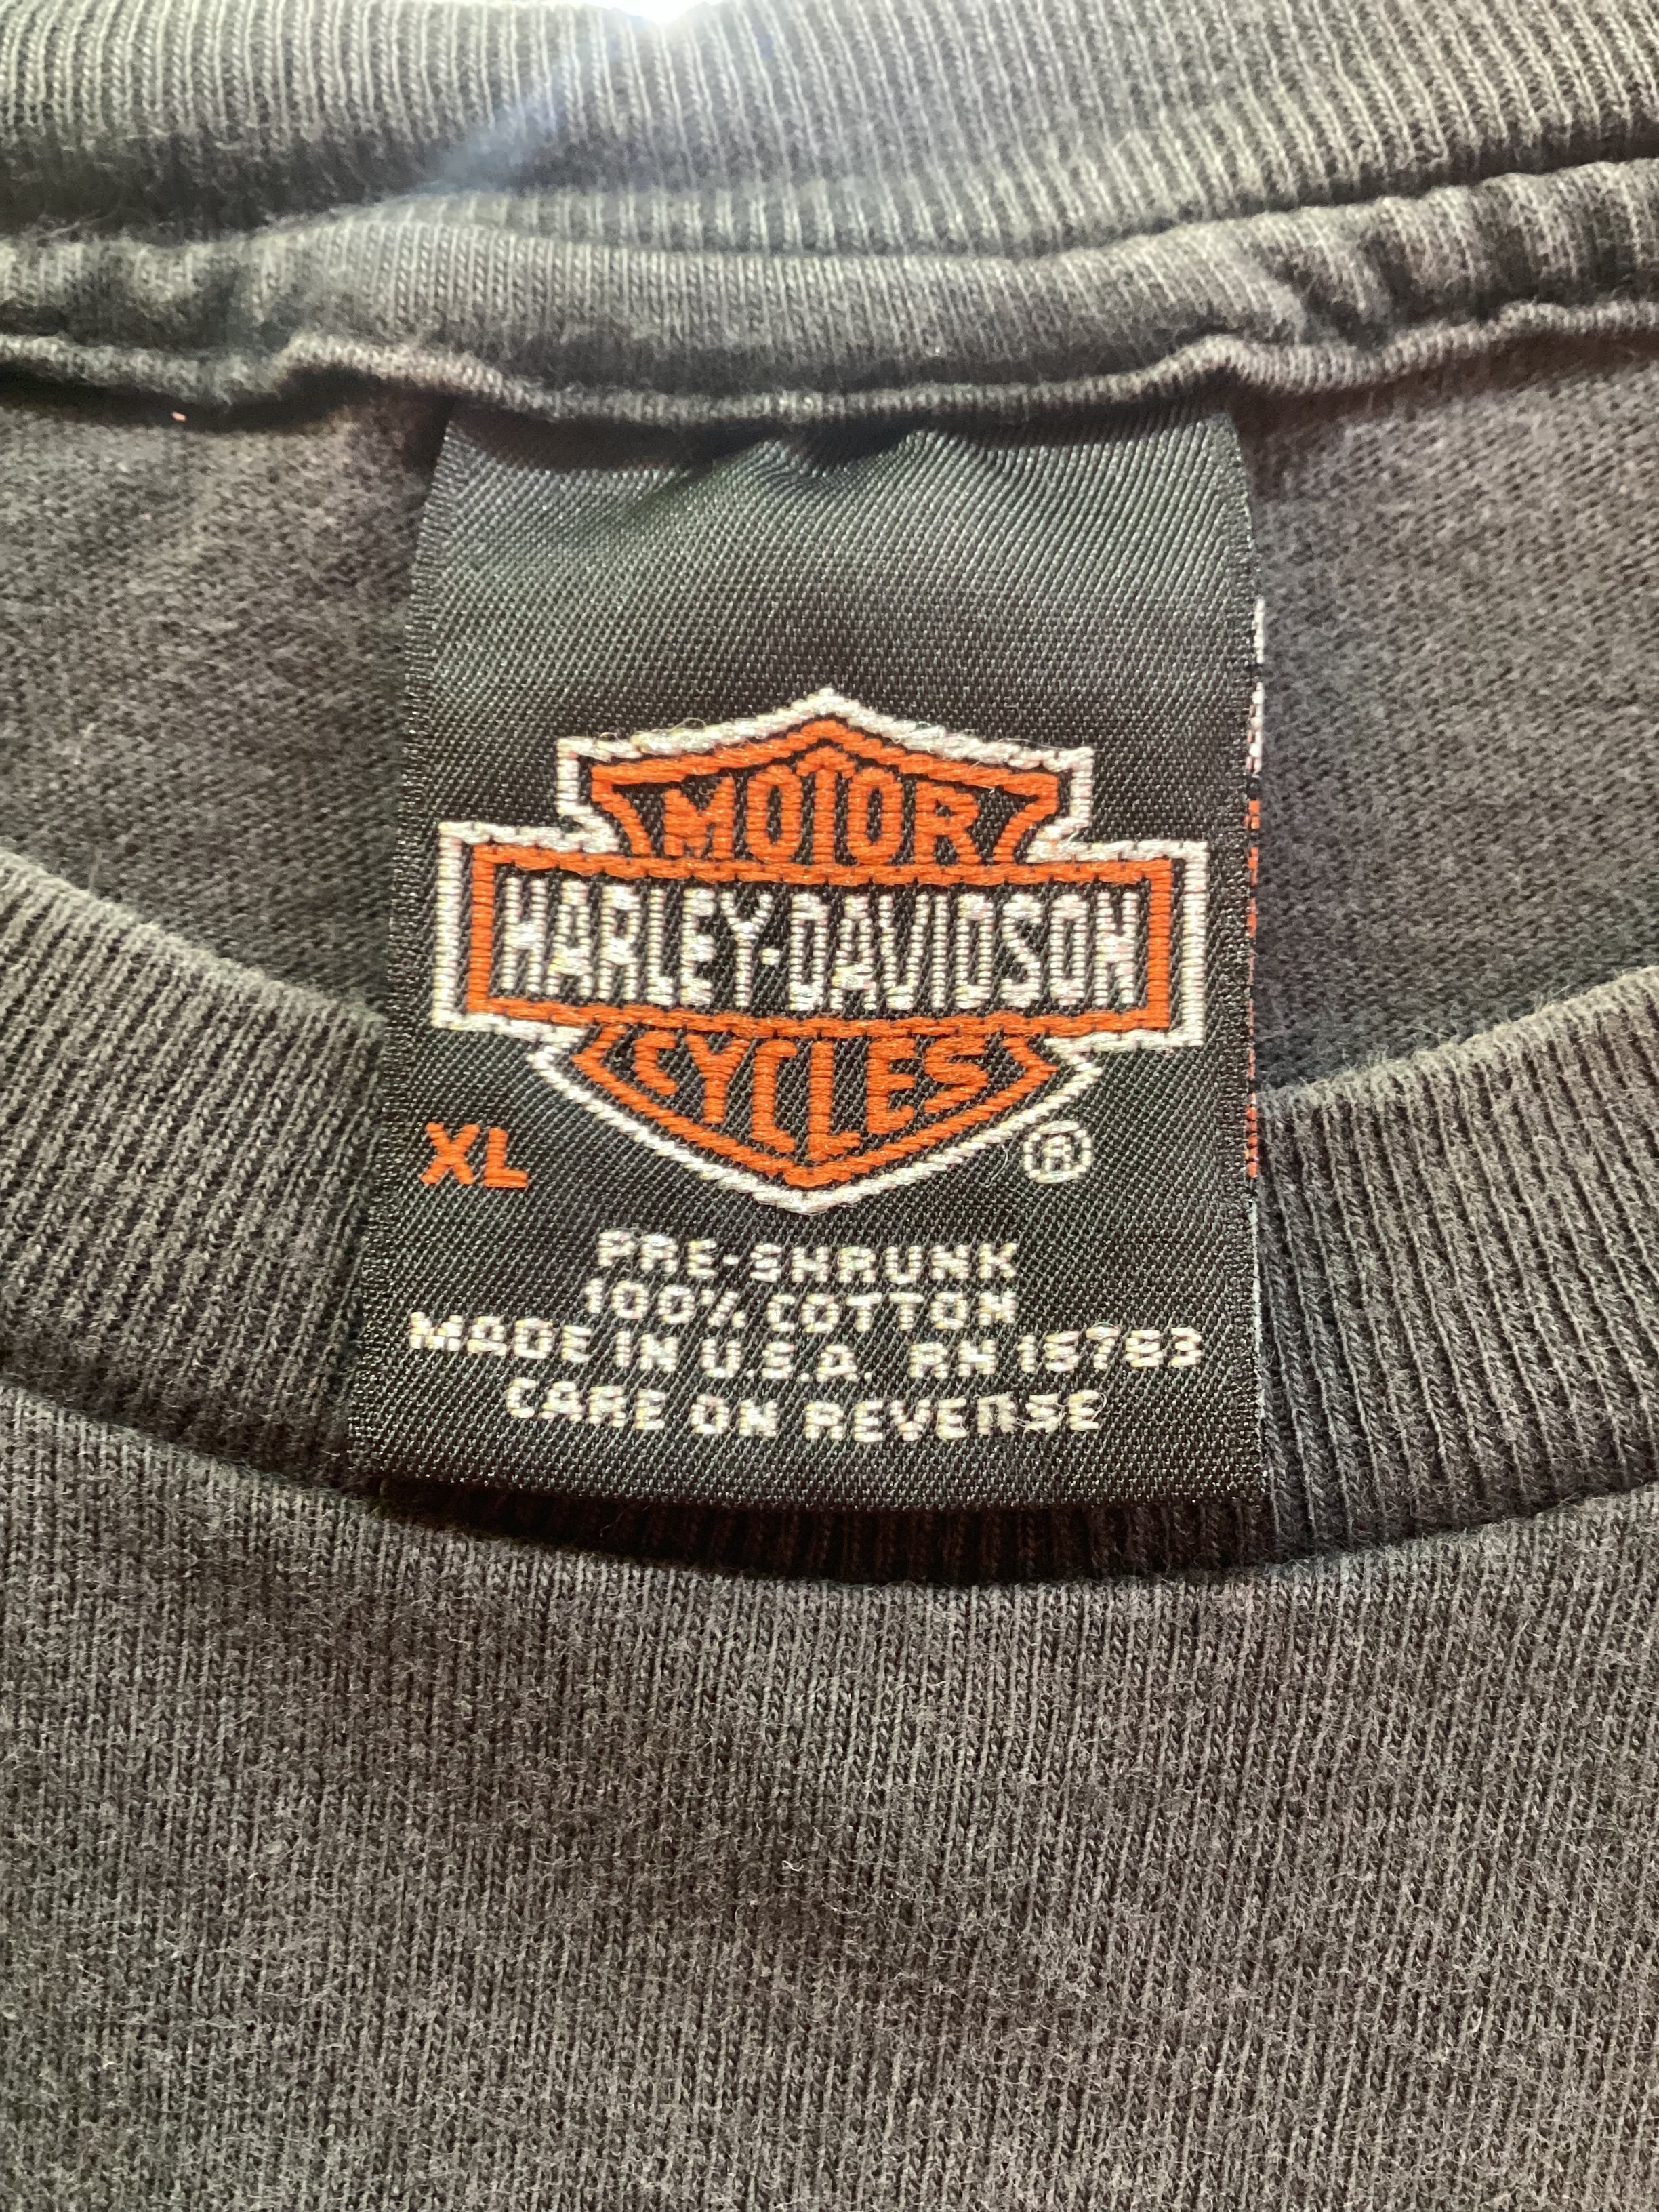 MOTOR
HARLEY-DAVIDSON
CYCLES
XL ®
PRE-SHRUNK
100% COTTON
MADE IN U.S.A. RN 15763
CARE ON REVERSE